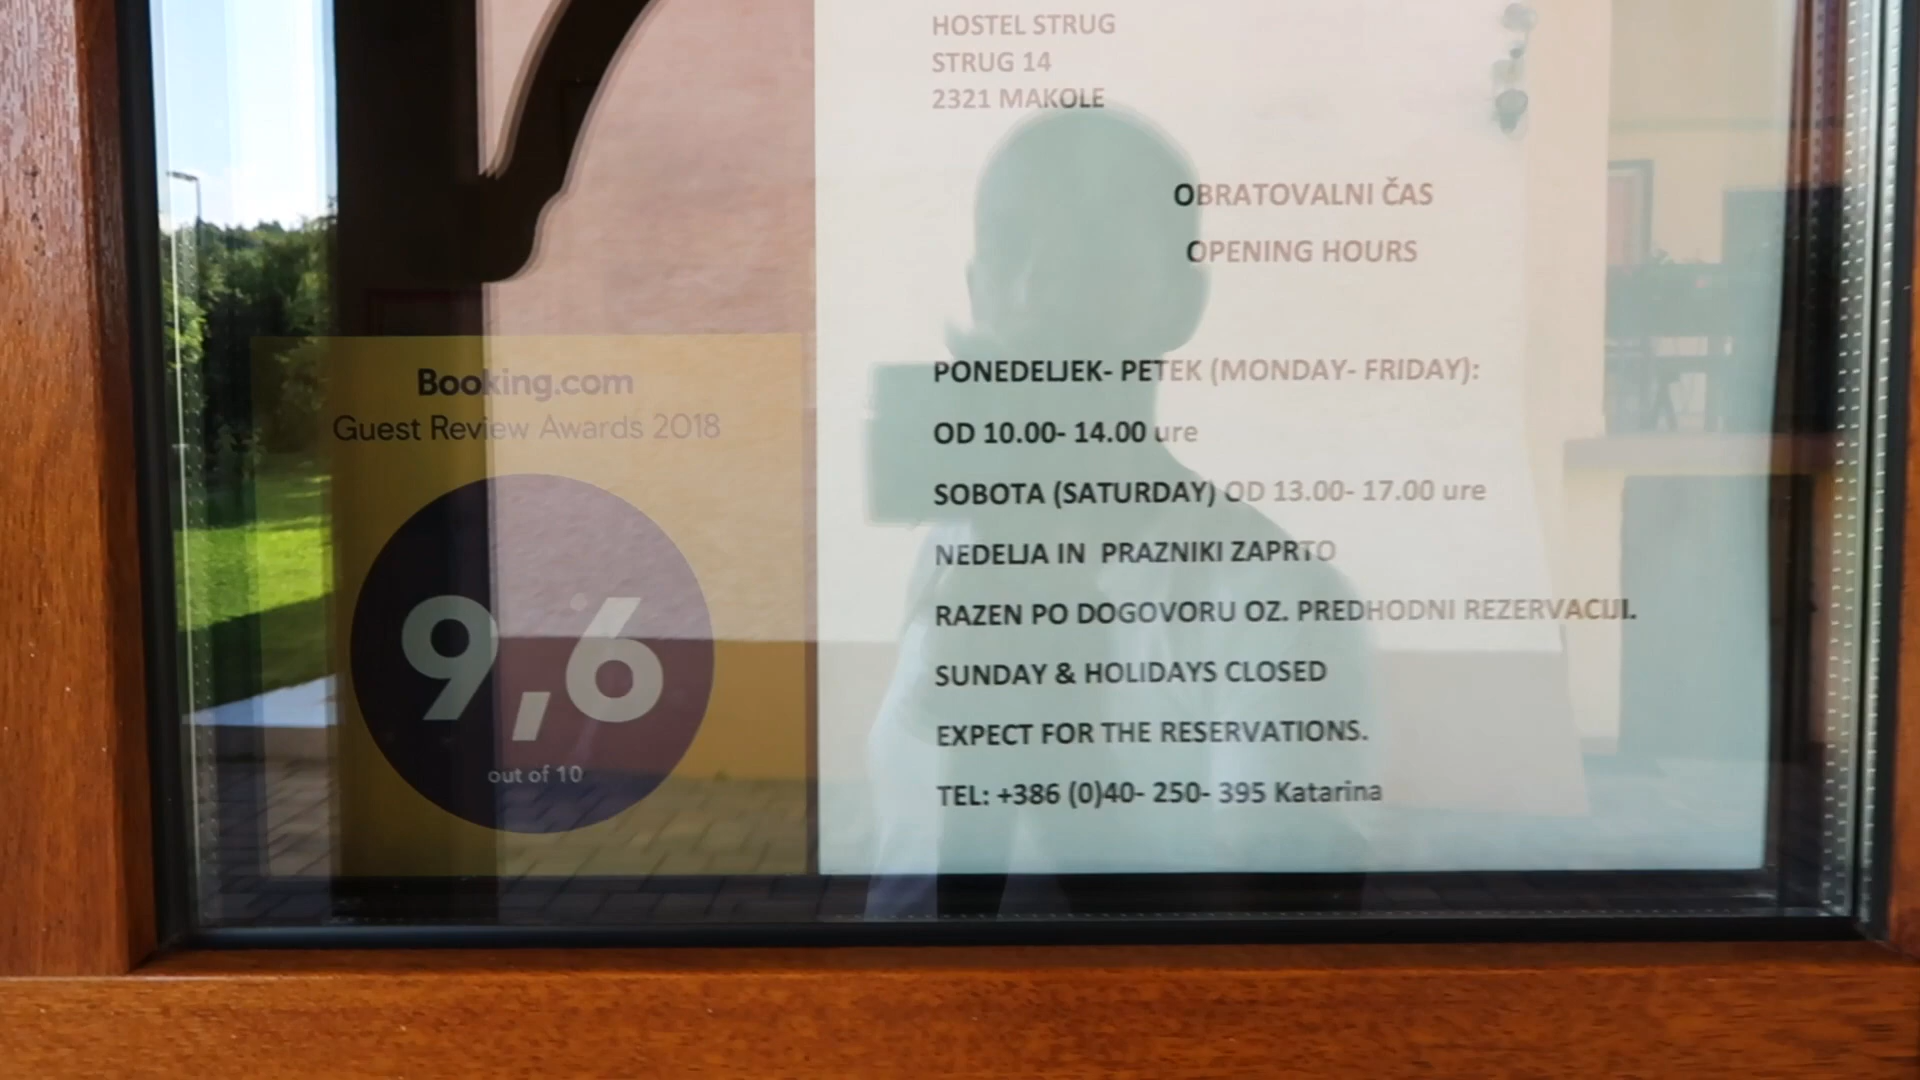 HOSTEL STRUG
STRUG 14
2321 MAKOLE
OBRATOVALNI ČAS
OPENING HOURS
PONEDELJEK- PETEK (MONDAY- FRIDAY):
OD 10.00- 14.00 ure
SOBOTA (SATURDAY) OD 13.00- 17.00 ure
NEDELJA IN PRAZNIKI ZAPRTO
RAZEN PO DOGOVORU OZ. PREDHODNI REZERVACIJI.
SUNDAY & HOLIDAYS CLOSED
EXPECT FOR THE RESERVATIONS.
TEL: +386 (0)40- 250- 395 Katarina
Booking.com
Guest Review Awards 2018
9,6
out of 10